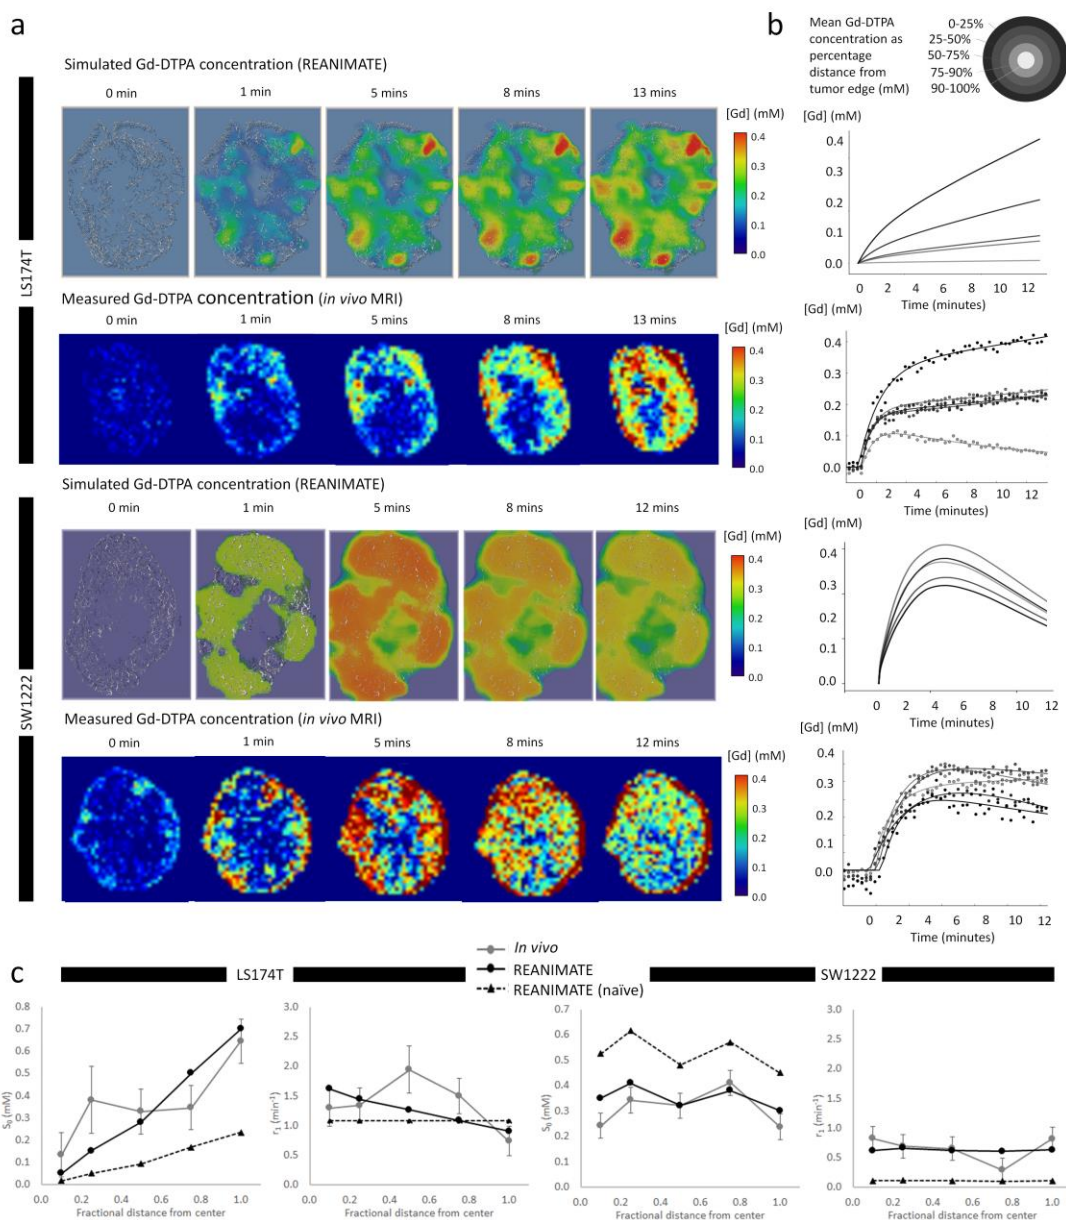 a
Simulated Gd-DTPA concentration (REANIMATE)
0 min 1 min 5 mins 8 mins 13 mins
[Gd] (mM)
0.4
0.3
0.2
0.1
0.0
LS174T
Measured Gd-DTPA concentration (in vivo MRI)
0 min 1 min 5 mins 8 mins 13 mins
[Gd] (mM)
0.4
0.3
0.2
0.1
0.0
Simulated Gd-DTPA concentration (REANIMATE)
0 min 1 min 5 mins 8 mins 12 mins
[Gd] (mM)
0.4
0.3
0.2
0.1
0.0
SW1222
Measured Gd-DTPA concentration (in vivo MRI)
0 min 1 min 5 mins 8 mins 12 mins
[Gd] (mM)
0.4
0.3
0.2
0.1
0.0
b
Mean Gd-DTPA 0-25%
concentration as 25-50%
percentage 50-75%
distance from 75-90%
tumor edge (mM) 90-100%
[Gd] (mM)
0.4
0.3
0.2
0.1
0.0
0 2 4 6 8 10 12
Time (minutes)
[Gd] (mM)
0.4
0.3
0.2
0.1
0.0
0 2 4 6 8 10 12
Time (minutes)
[Gd] (mM)
0.4
0.3
0.2
0.1
0.0
0 2 4 6 8 10 12
Time (minutes)
[Gd] (mM)
0.4
0.3
0.2
0.1
0.0
0 2 4 6 8 10 12
Time (minutes)
c
LS174T
In vivo
REANIMATE
REANIMATE (naïve)
SW1222
S0 (mM)
0.8
0.7
0.6
0.5
0.4
0.3
0.2
0.1
0
0.0 0.2 0.4 0.6 0.8 1.0
Fractional distance from center
r1 (min-1)
3.0
2.5
2.0
1.5
1.0
0.5
0.0
0.0 0.2 0.4 0.6 0.8 1.0
Fractional distance from center
S0 (mM)
0.7
0.6
0.5
0.4
0.3
0.2
0.1
0
0.0 0.2 0.4 0.6 0.8 1.0
Fractional distance from center
r1 (min-1)
3.0
2.5
2.0
1.5
1.0
0.5
0.0
0.0 0.2 0.4 0.6 0.8 1.0
Fractional distance from center